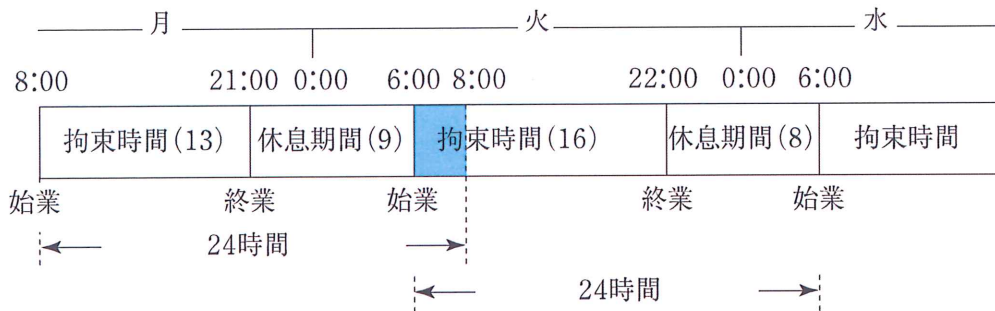 月 火 水
8:00 21:00 0:00 6:00 8:00 22:00 0:00 6:00
拘束時間(13) 休息期間(9) 拘束時間(16) 休息期間(8) 拘束時間
始業 終業 始業 終業 始業
24時間
24時間